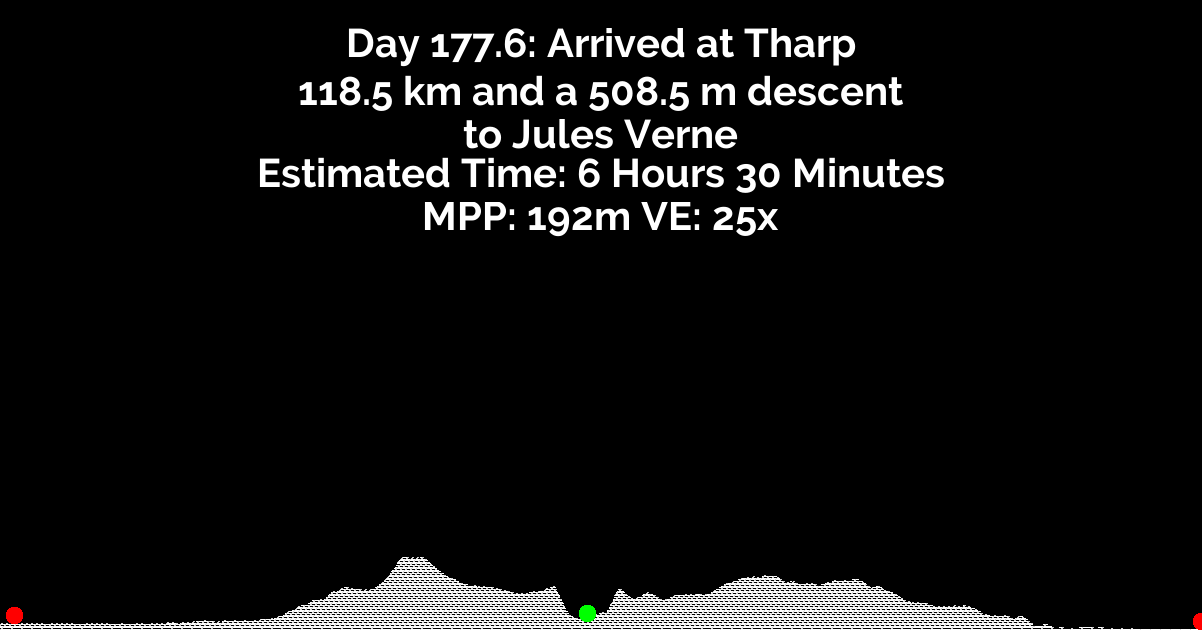 Day 177.6: Arrived at Tharp
118.5 km and a 508.5 m descent
to Jules Verne
Estimated Time: 6 Hours 30 Minutes
MPP: 192m VE: 25x